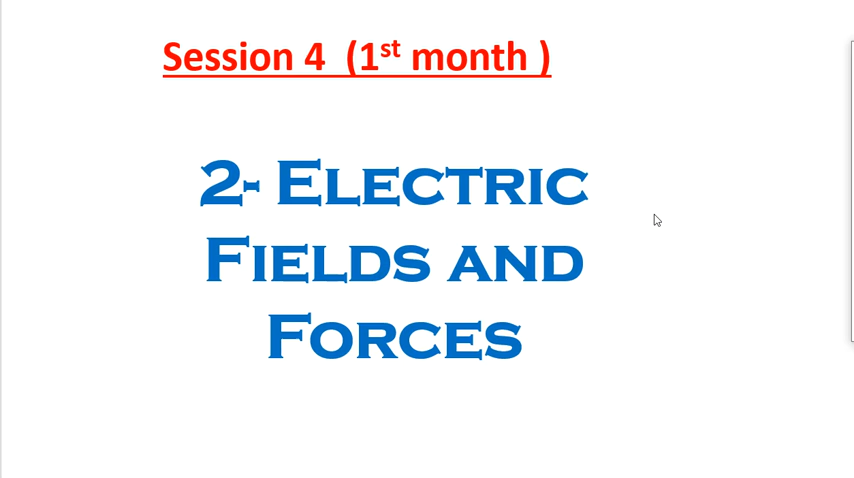 Session 4 (1st month )
2- Electric
Fields and
Forces